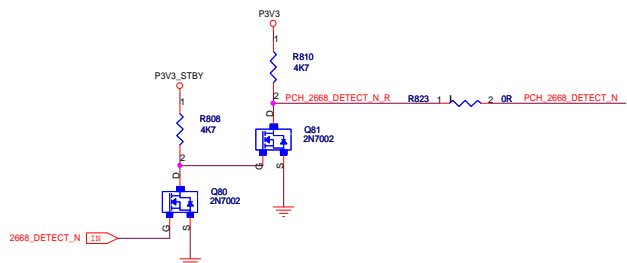 P3V3
1
R810
4K7
P3V3_STBY
2
PCH_2668_DETECT_N_R
R823
1
2
0R
PCH_2668_DETECT_N
1
R808
4K7
D
Q81
2N7002
2
G
S
D
Q80
2N7002
G
S
2668_DETECT_N
IN